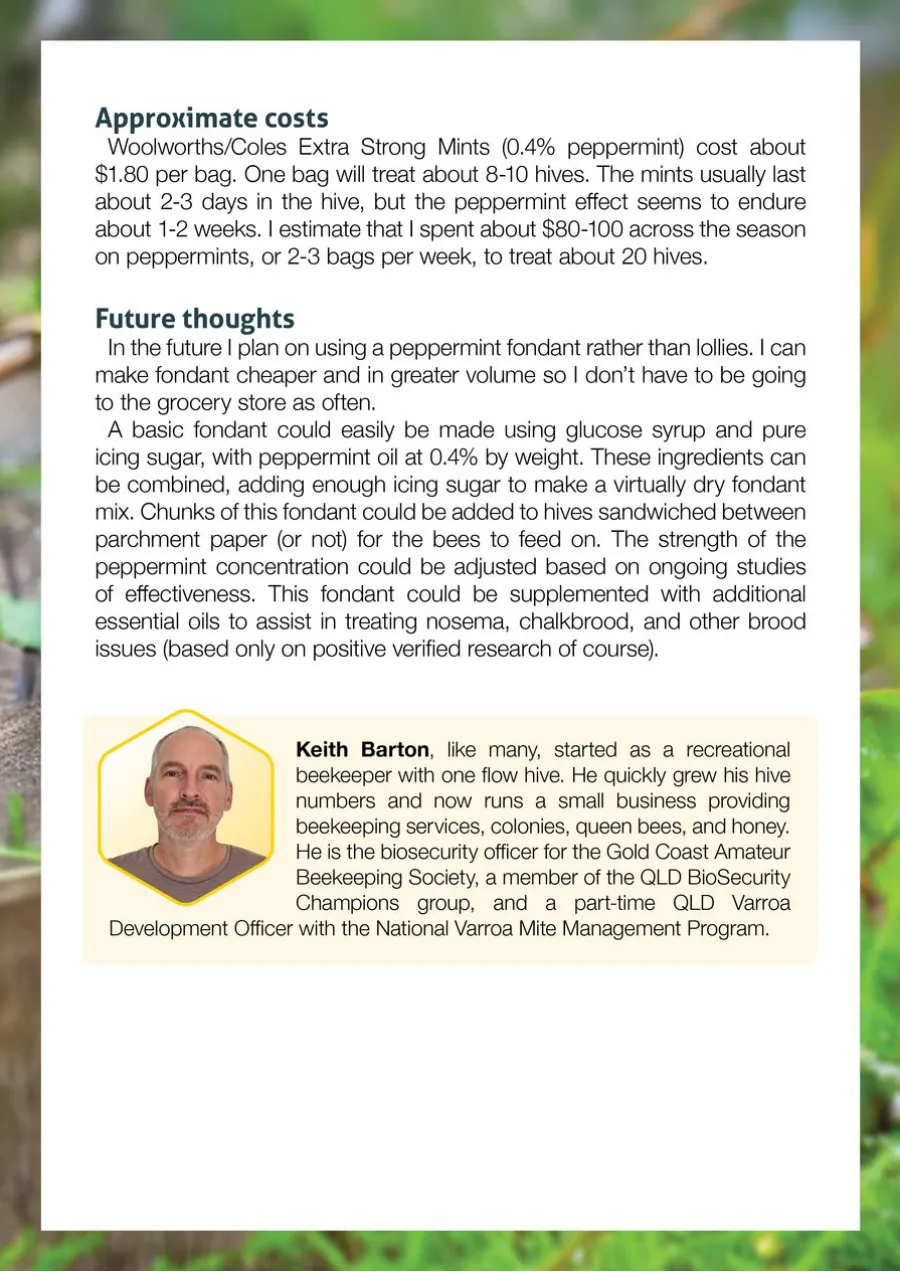 Approximate costs
Woolworths/Coles Extra Strong Mints (0.4% peppermint) cost about
$1.80 per bag. One bag will treat about 8-10 hives. The mints usually last
about 2-3 days in the hive, but the peppermint effect seems to endure
about 1-2 weeks. I estimate that I spent about $80-100 across the season
on peppermints, or 2-3 bags per week, to treat about 20 hives.
Future thoughts
In the future I plan on using a peppermint fondant rather than lollies. I can
make fondant cheaper and in greater volume so I don’t have to be going
to the grocery store as often.
A basic fondant could easily be made using glucose syrup and pure
icing sugar, with peppermint oil at 0.4% by weight. These ingredients can
be combined, adding enough icing sugar to make a virtually dry fondant
mix. Chunks of this fondant could be added to hives sandwiched between
parchment paper (or not) for the bees to feed on. The strength of the
peppermint concentration could be adjusted based on ongoing studies
of effectiveness. This fondant could be supplemented with additional
essential oils to assist in treating nosema, chalkbrood, and other brood
issues (based only on positive verified research of course).
Keith Barton, like many, started as a recreational
beekeeper with one flow hive. He quickly grew his hive
numbers and now runs a small business providing
beekeeping services, colonies, queen bees, and honey.
He is the biosecurity officer for the Gold Coast Amateur
Beekeeping Society, a member of the QLD BioSecurity
Champions group, and a part-time QLD Varroa
Development Officer with the National Varroa Mite Management Program.